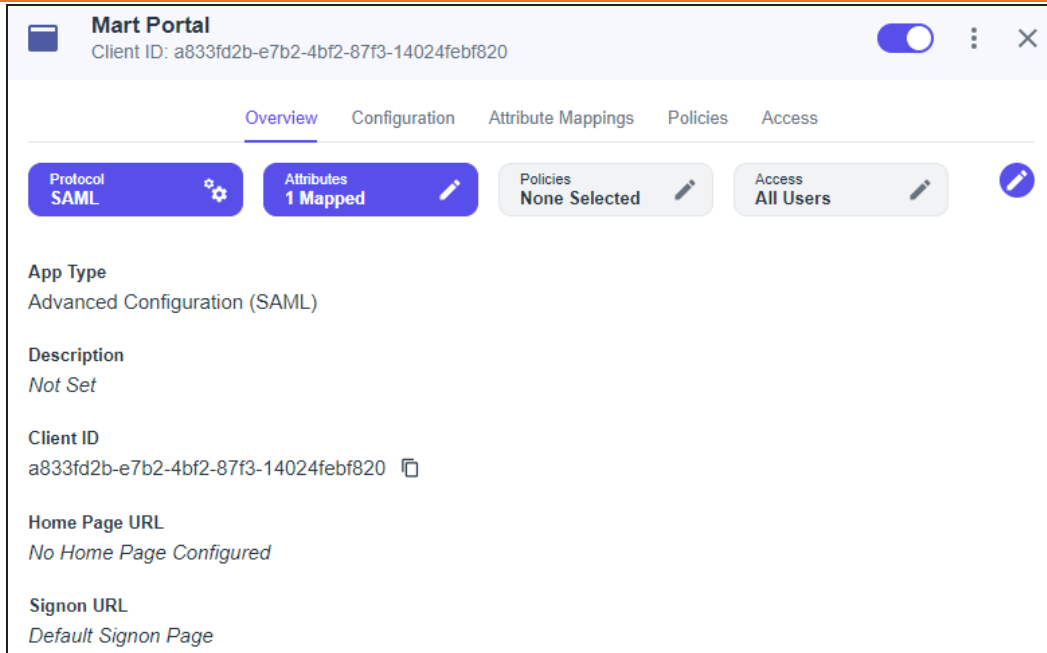 Mart Portal
Client ID: a833fd2b-e7b2-4bf2-87f3-14024febf820
Overview Configuration Attribute Mappings Policies Access
Protocol
SAML
Attributes
1 Mapped
Policies
None Selected
Access
All Users
App Type
Advanced Configuration (SAML)
Description
Not Set
Client ID
a833fd2b-e7b2-4bf2-87f3-14024febf820
Home Page URL
No Home Page Configured
Signon URL
Default Signon Page